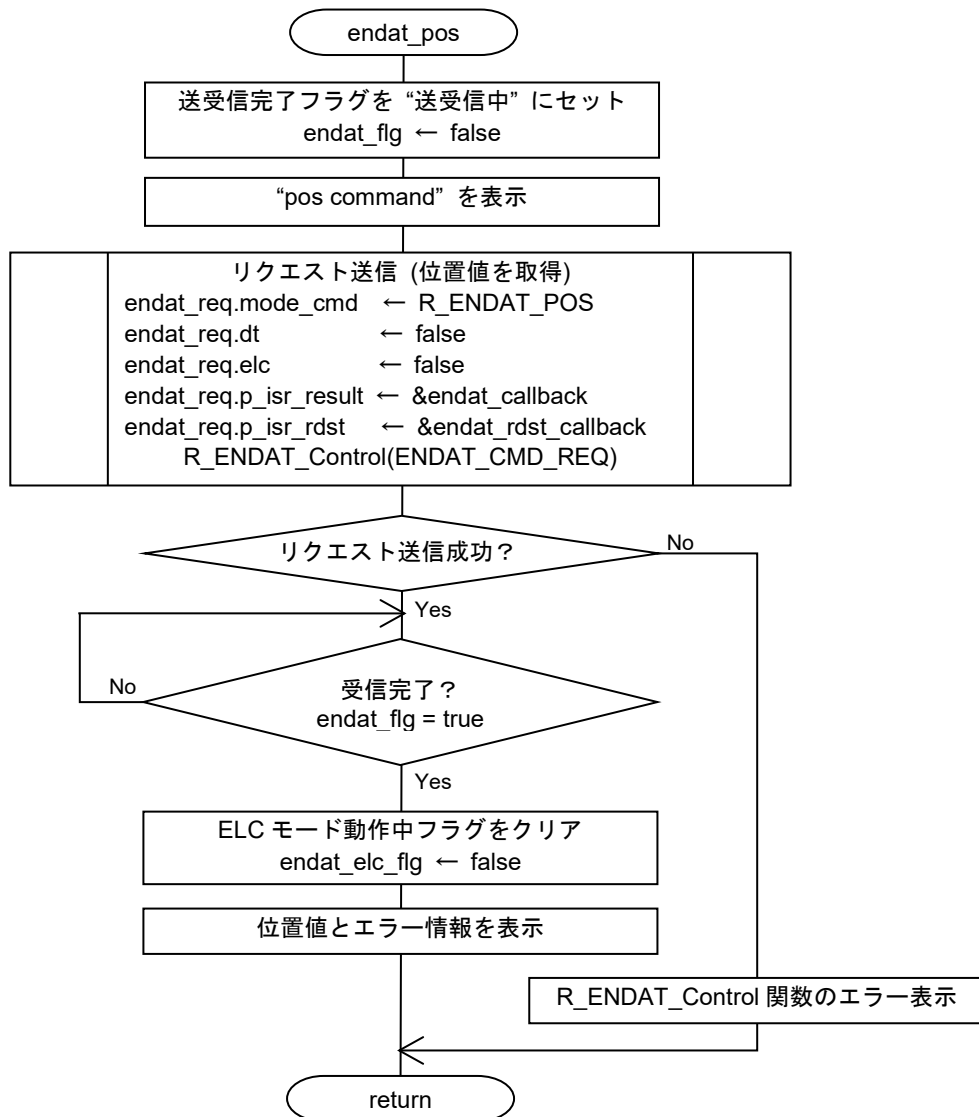 endat_pos
送受信完了フラグを “送受信中” にセット
endat_flg ← false
“pos command” を表示
リクエスト送信 (位置値を取得)
endat_req.mode_cmd ← R_ENDAT_POS
endat_req.dt ← false
endat_req.elc ← false
endat_req.p_isr_result ← &endat_callback
endat_req.p_isr_rdst ← &endat_rdst_callback
R_ENDAT_Control(ENDAT_CMD_REQ)
リクエスト送信成功？
No
Yes
受信完了？
endat_flg = true
No
Yes
ELC モード動作中フラグをクリア
endat_elc_flg ← false
位置値とエラー情報を表示
R_ENDAT_Control 関数のエラー表示
return